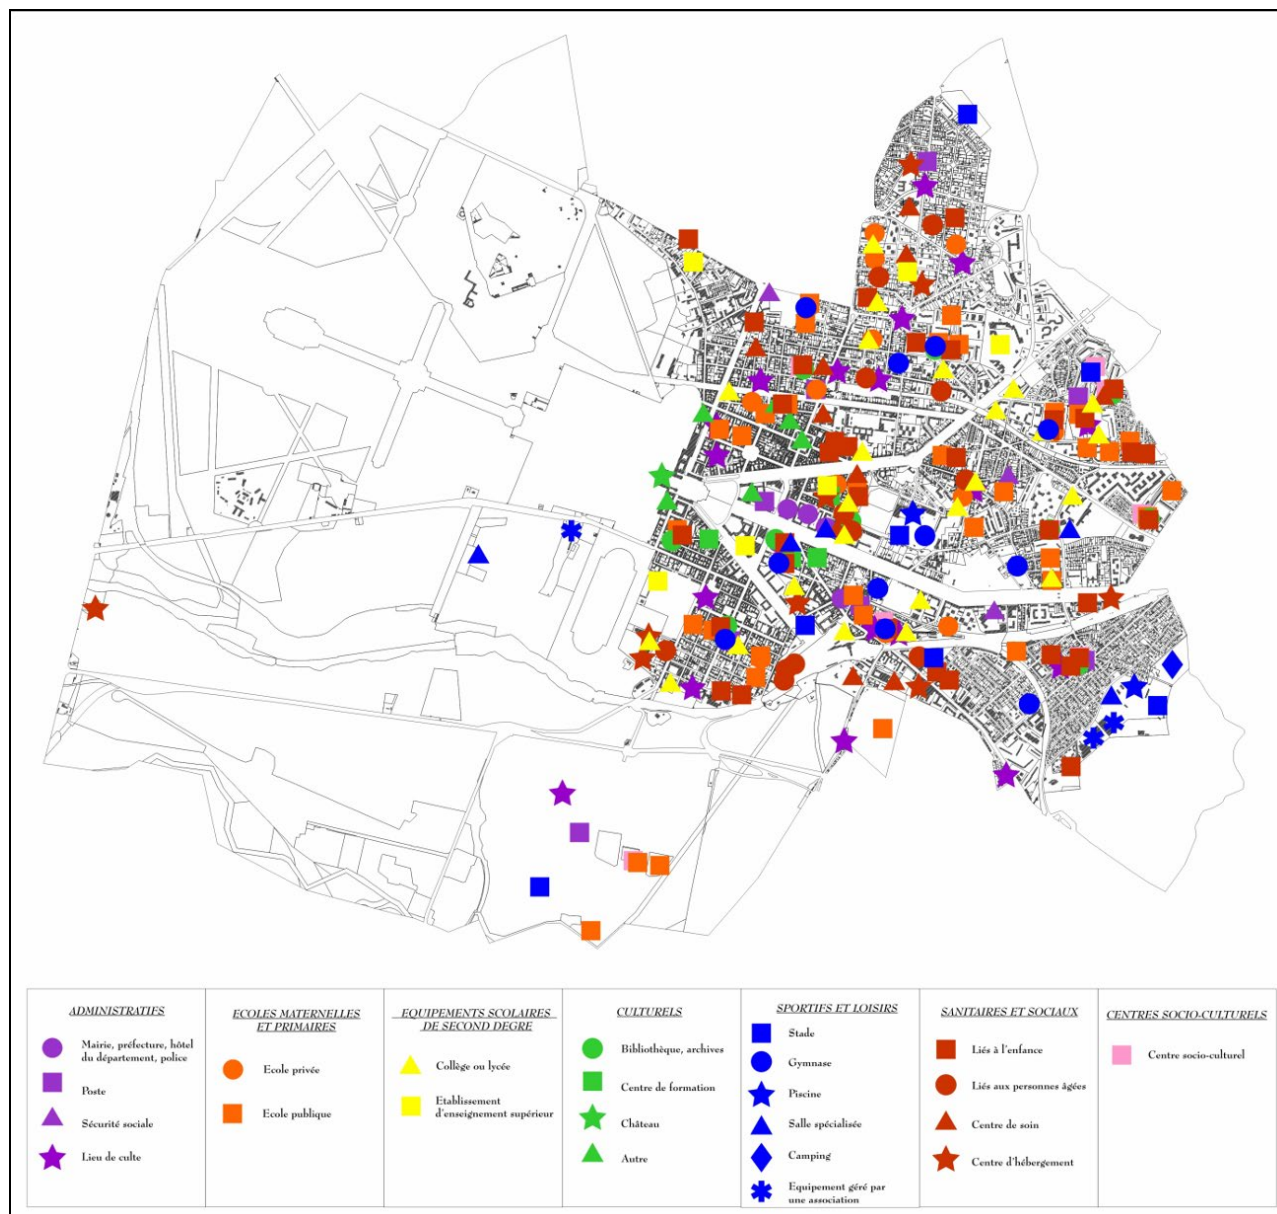 ADMINISTRATIFS
Mairie, préfecture, hôtel
du département, police
Poste
Sécurité sociale
Lieu de culte
ECOLES MATERNELLES
ET PRIMAIRES
Ecole privée
Ecole publique
EQUIPEMENTS SCOLAIRES
DE SECOND DEGRE
Collège ou lycée
Etablissement
d'enseignement supérieur
CULTURELS
Bibliothèque, archives
Centre de formation
Château
Autre
SPORTIFS ET LOISIRS
Stade
Gymnase
Piscine
Salle spécialisée
Camping
Equipement géré par
une association
SANITAIRES ET SOCIAUX
Liés à l'enfance
Liés aux personnes âgées
Centre de soin
Centre d'hébergement
CENTRES SOCIO-CULTURELS
Centre socio-culturel